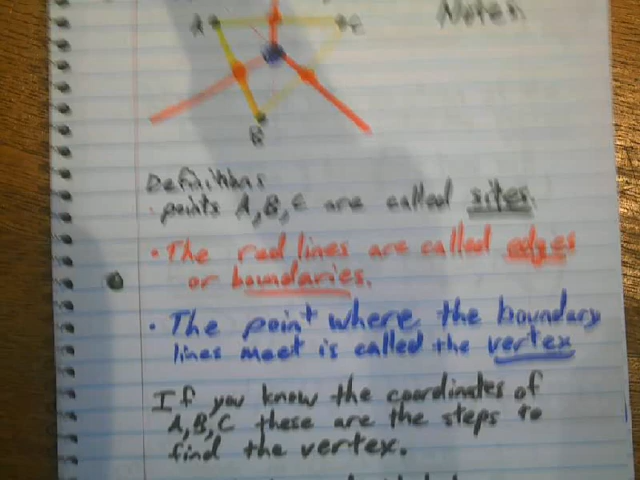 Notes
A
C
B
Definitions
· points A, B, C are called sites.
· The red lines are called edges
or boundaries.
· The point where the boundary
lines meet is called the vertex
If you know the coordinates of
A, B, C these are the steps to
find the vertex.